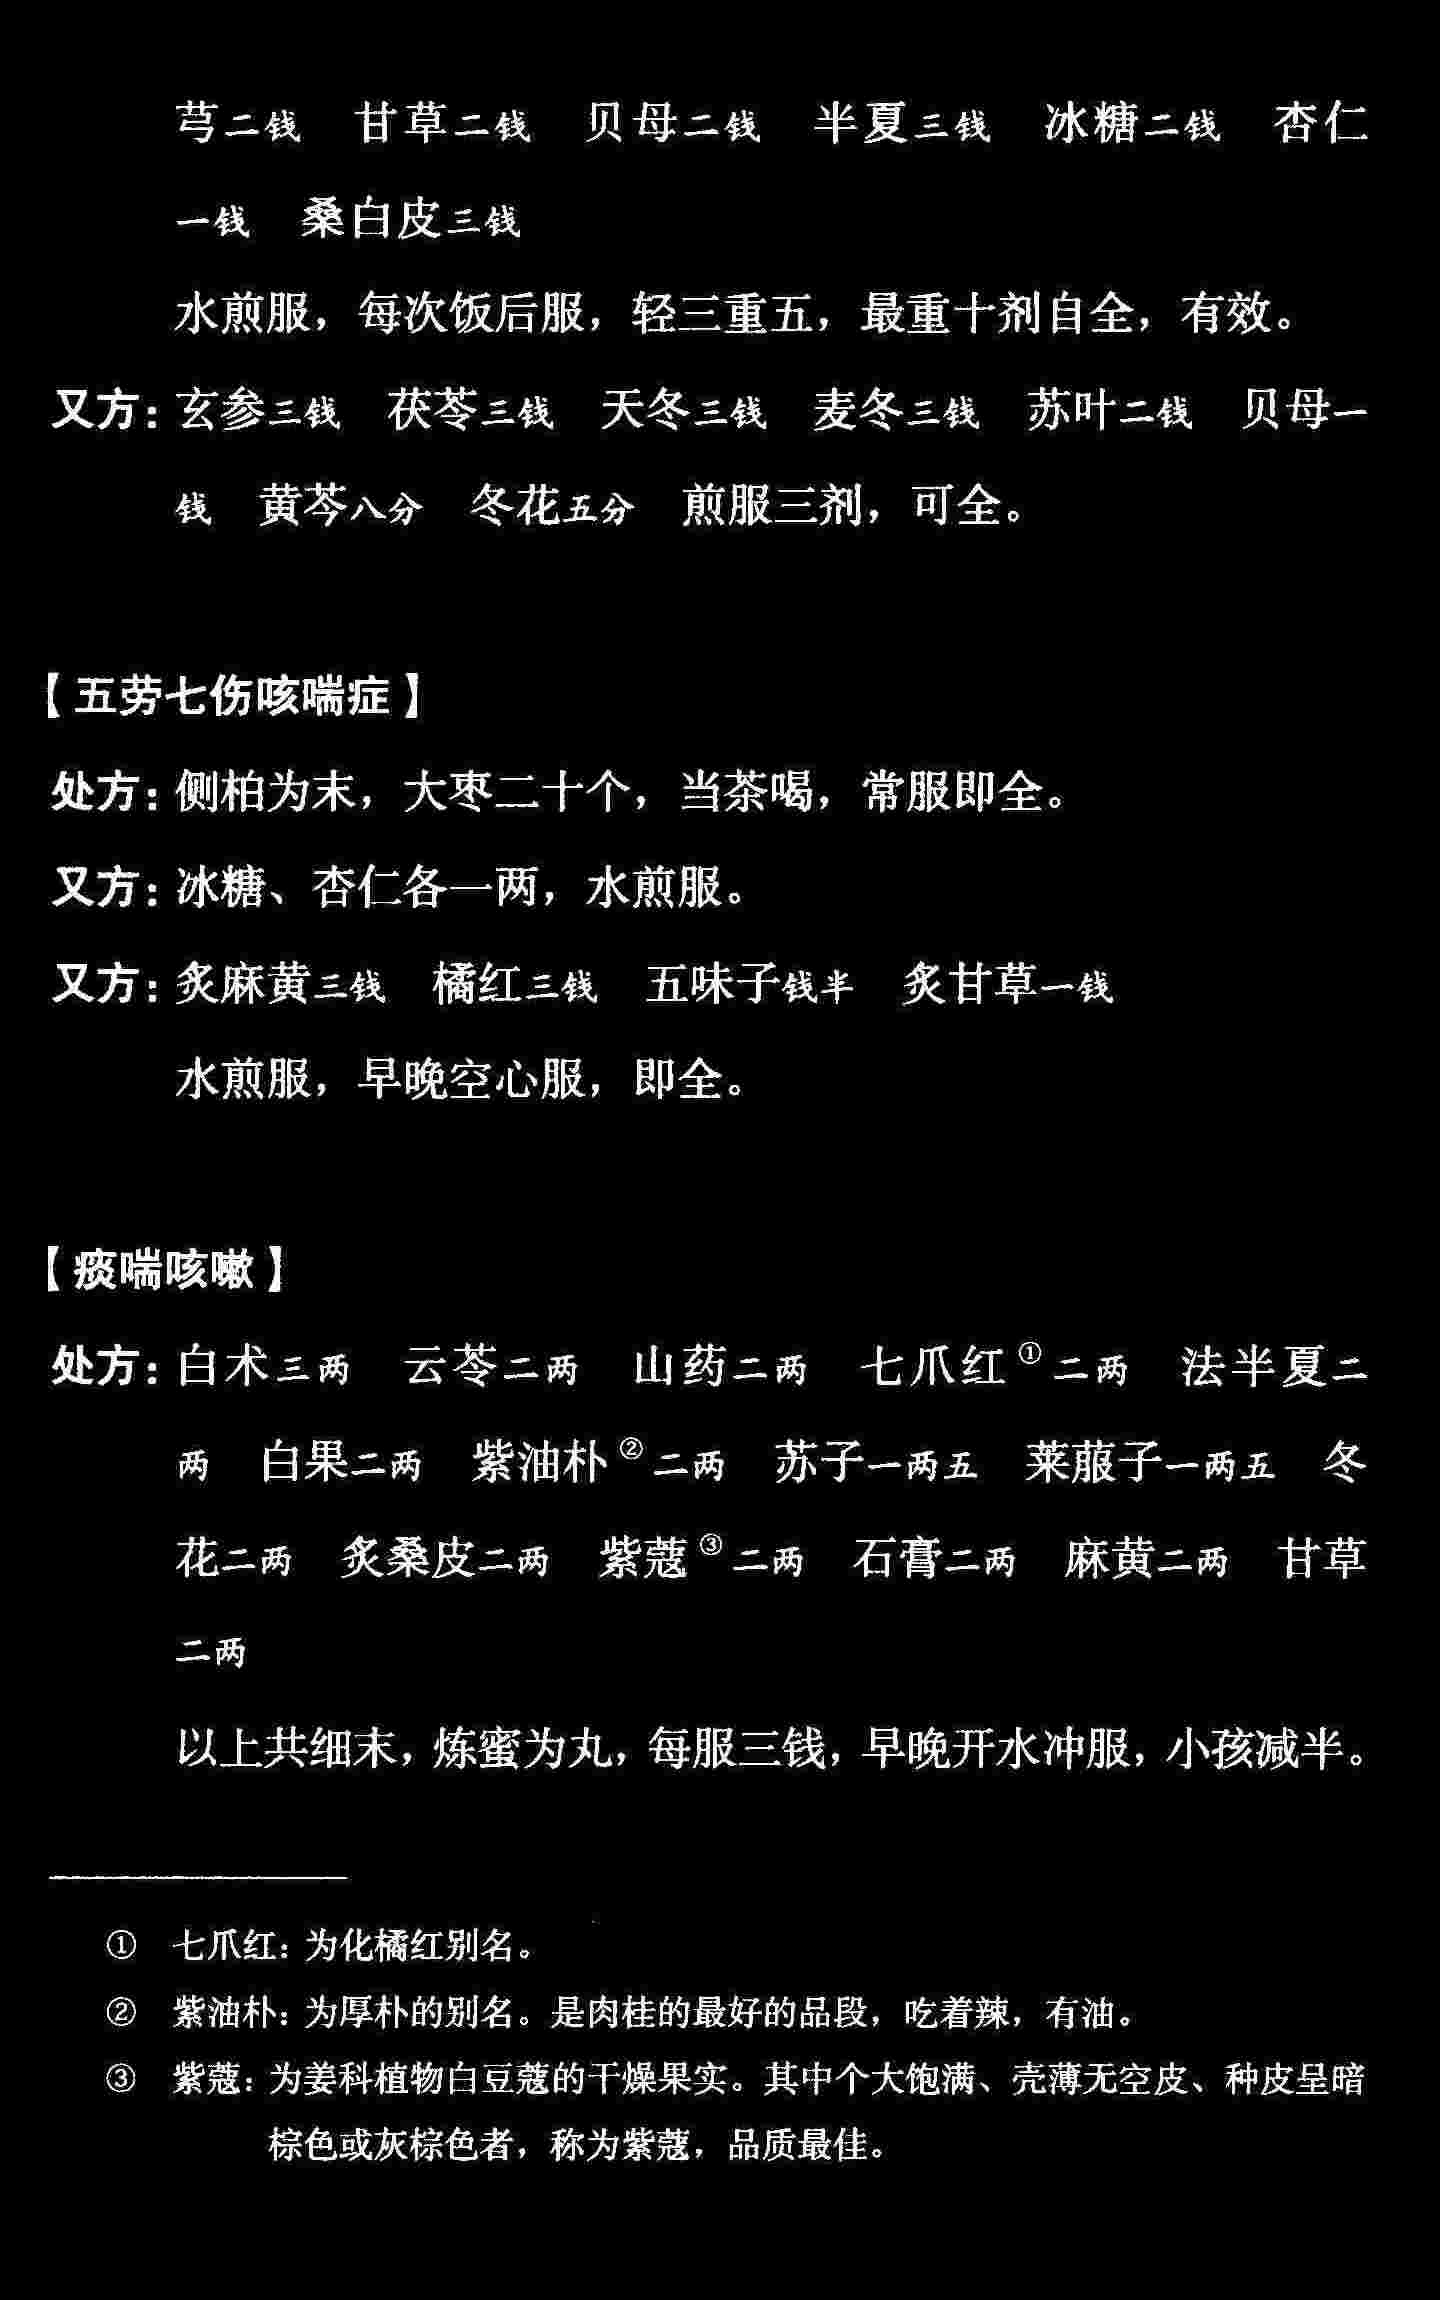 芎二钱　甘草二钱　贝母二钱　半夏三钱　冰糖二钱　杏仁
一钱　桑白皮三钱
水煎服，每次饭后服，轻三重五，最重十剂自全，有效。
又方：玄参三钱　茯苓三钱　天冬三钱　麦冬三钱　苏叶二钱　贝母一
钱　黄芩八分　冬花五分　煎服三剂，可全。
【五劳七伤咳喘症】
处方：侧柏为末，大枣二十个，当茶喝，常服即全。
又方：冰糖、杏仁各一两，水煎服。
又方：炙麻黄三钱　橘红三钱　五味子钱半　炙甘草一钱
水煎服，早晚空心服，即全。
【痰喘咳嗽】
处方：白术三两　云苓二两　山药二两　七爪红①二两　法半夏二
两　白果二两　紫油朴②二两　苏子一两五　莱菔子一两五　冬
花二两　炙桑皮二两　紫蔻③二两　石膏二两　麻黄二两　甘草
二两
以上共细末，炼蜜为丸，每服三钱，早晚开水冲服，小孩减半。
①　七爪红：为化橘红别名。
②　紫油朴：为厚朴的别名。是肉桂的最好的品段，吃着辣，有油。
③　紫蔻：为姜科植物白豆蔻的干燥果实。其中个大饱满、壳薄无空皮、种皮呈暗
棕色或灰棕色者，称为紫蔻，品质最佳。